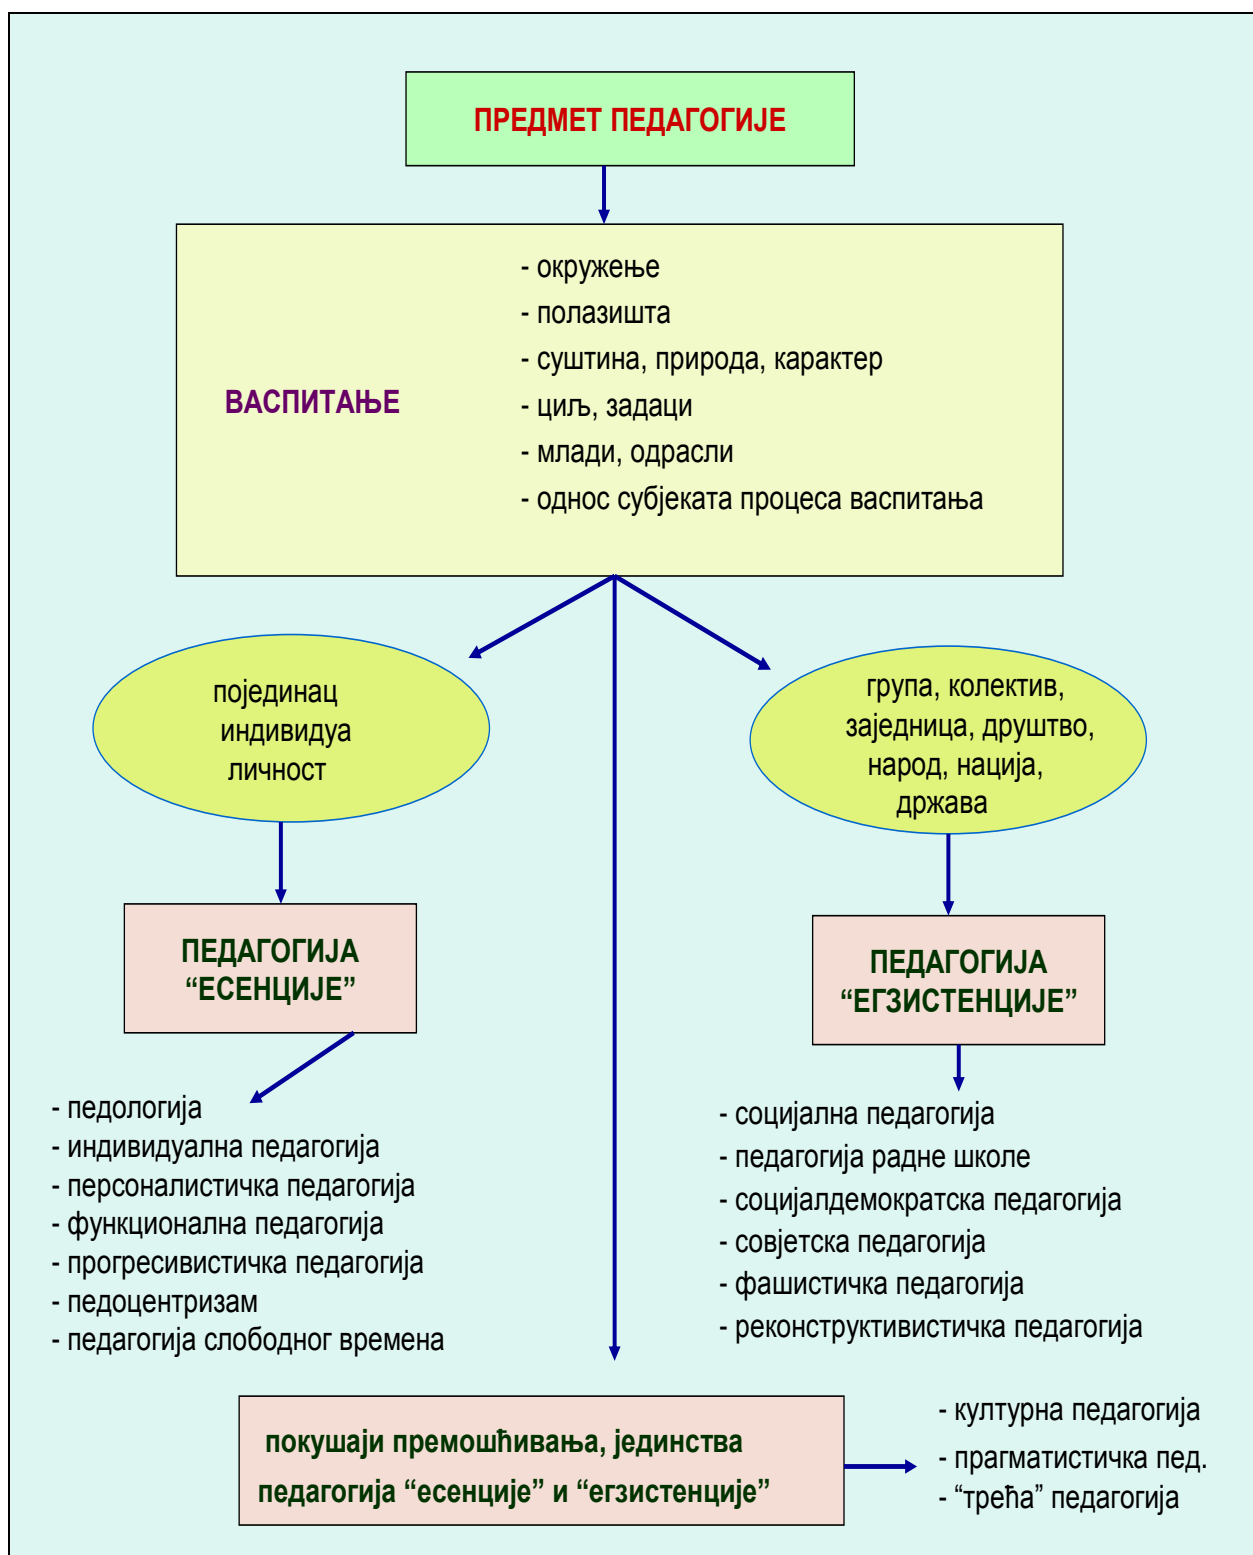 ПРЕДМЕТ ПЕДАГОГИЈЕ
ВАСПИТАЊЕ
- окружење
- полазишта
- суштина, природа, карактер
- циљ, задаци
- млади, одрасли
- однос субјеката процеса васпитања
појединац
индивидуа
личност
група, колектив,
заједница, друштво,
народ, нација,
држава
ПЕДАГОГИЈА
“ЕСЕНЦИЈЕ”
ПЕДАГОГИЈА
“ЕГЗИСТЕНЦИЈЕ”
- педологија
- индивидуална педагогија
- персоналистичка педагогија
- функционална педагогија
- прогресивистичка педагогија
- педоцентризам
- педагогија слободног времена
- социјална педагогија
- педагогија радне школе
- социјалдемократска педагогија
- совјетска педагогија
- фашистичка педагогија
- реконструктивистичка педагогија
покушаји премошћивања, јединства
педагогија “есенције” и “егзистенције”
- културна педагогија
- прагматистичка пед.
- “трећа” педагогија